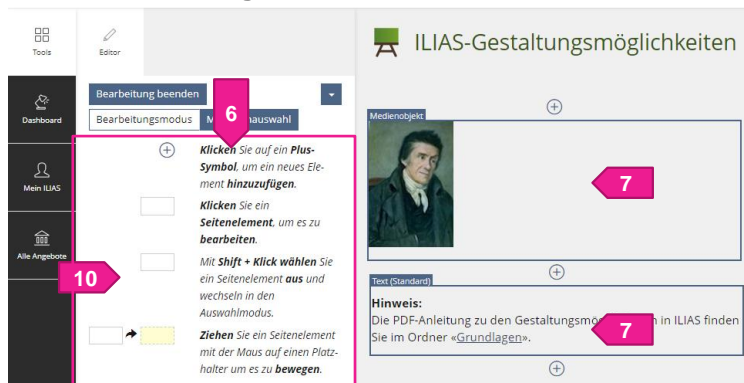 Tools
Editor
ILIAS-Gestaltungsmöglichkeiten
Dashboard
Mein ILIAS
Alle Angebote
Bearbeitung beenden
6
Bearbeitungsmodus
Klicken Sie auf ein Plus-
Symbol, um ein neues Ele-
ment hinzuzufügen.
Klicken Sie ein
Seitenelement, um es zu
bearbeiten.
10
Mit Shift + Klick wählen Sie
ein Seitenelement aus und
wechseln in den
Auswahlmodus.
Ziehen Sie ein Seitenelement
mit der Maus auf einen Platz-
halter um es zu bewegen.
Medienobjekt
7
Text (Standard)
Hinweis:
Die PDF-Anleitung zu den in ILIAS finden
7
Sie im Ordner «Grundlagen».